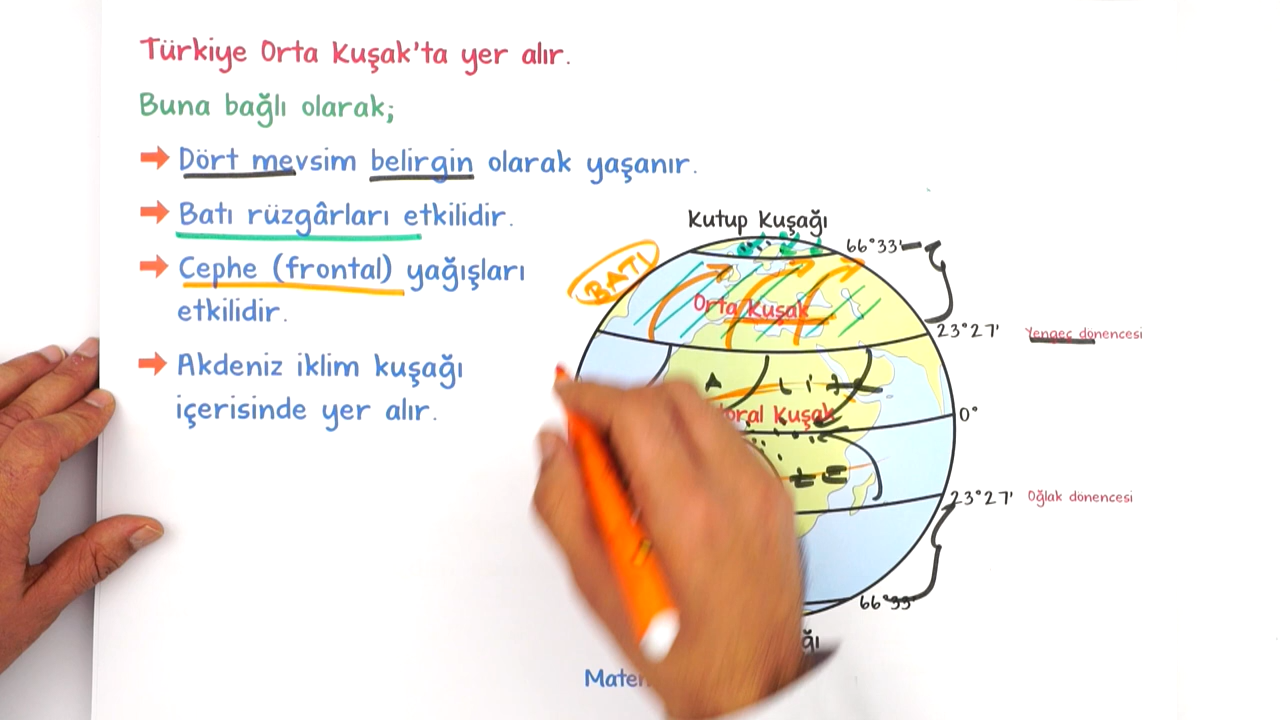 Türkiye Orta Kuşak'ta yer alır.
Buna bağlı olarak;
Dört mevsim belirgin olarak yaşanır.
Batı rüzgârları etkilidir.
Cephe (frontal) yağışları
etkilidir.
Akdeniz iklim kuşağı
içerisinde yer alır.
Kutup Kuşağı
66°33'
BATI
Orta Kuşak
23°27'
Yengeç dönencesi
A L İ Z E
Kuşak
0°
23°27'
Oğlak dönencesi
66°33'